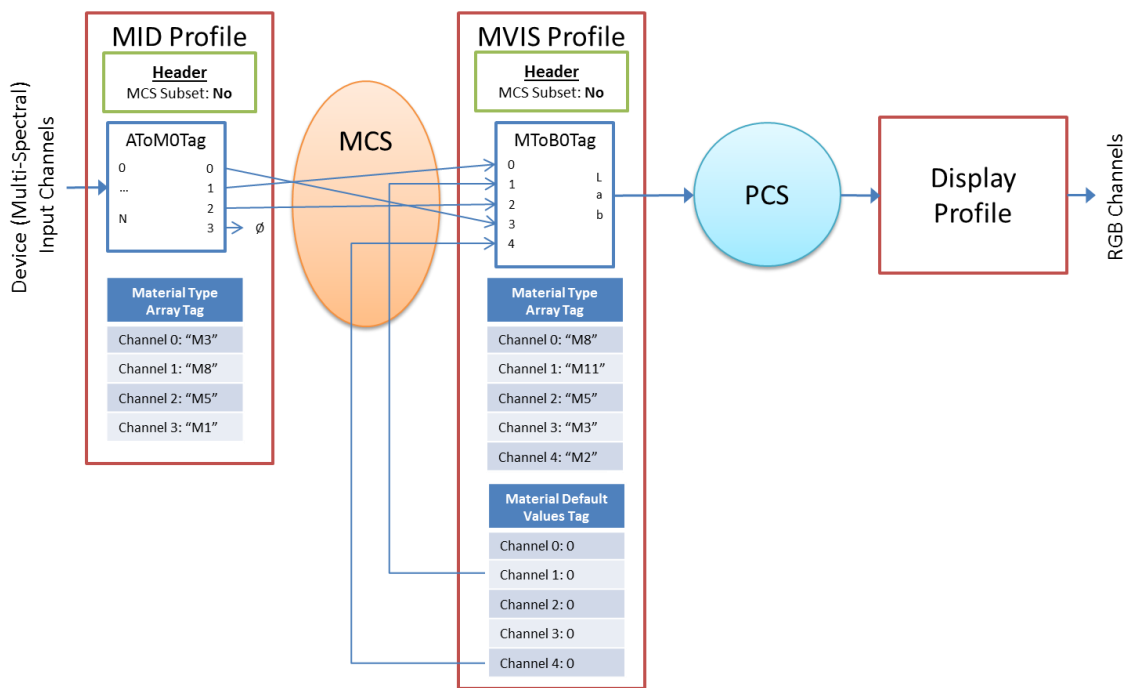 MID Profile
Header
MCS Subset: No
AToM0Tag
0
...
N
0
1
2
3
Ø
Device (Multi-Spectral)
Input Channels
Material Type
Array Tag
Channel 0: “M3”
Channel 1: “M8”
Channel 2: “M5”
Channel 3: “M1”
MCS
MVIS Profile
Header
MCS Subset: No
MToB0Tag
0
1
2
3
4
L
a
b
Material Type
Array Tag
Channel 0: “M8”
Channel 1: “M11”
Channel 2: “M5”
Channel 3: “M3”
Channel 4: “M2”
Material Default
Values Tag
Channel 0: 0
Channel 1: 0
Channel 2: 0
Channel 3: 0
Channel 4: 0
PCS
Display
Profile
RGB Channels